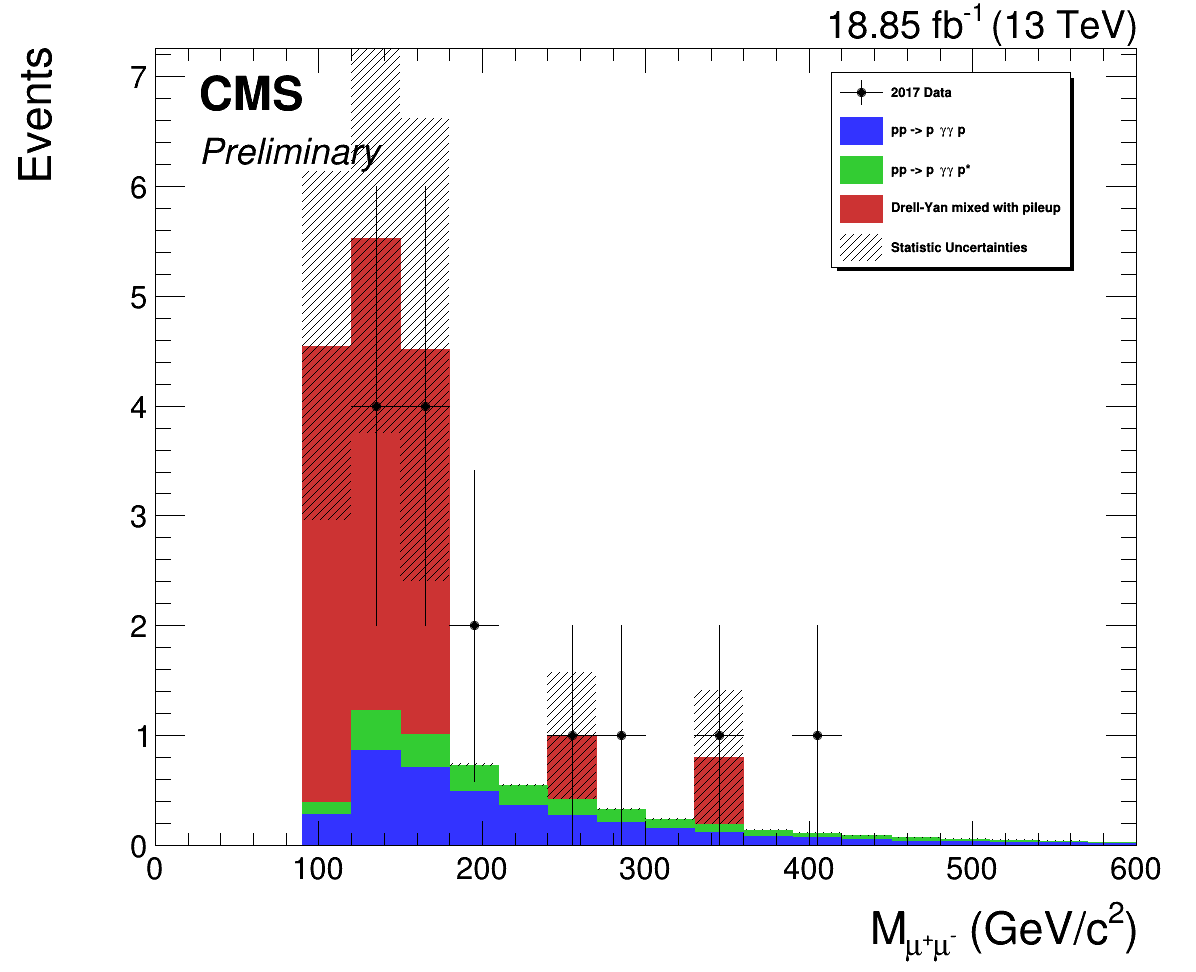 18.85 fb⁻¹ (13 TeV)
Events
CMS
Preliminary
2017 Data
pp -> p γγ p
pp -> p γγ p*
Drell-Yan mixed with pileup
Statistic Uncertainties
7
6
5
4
3
2
1
0
0 100 200 300 400 500 600
M_μ⁺μ⁻ (GeV/c²)